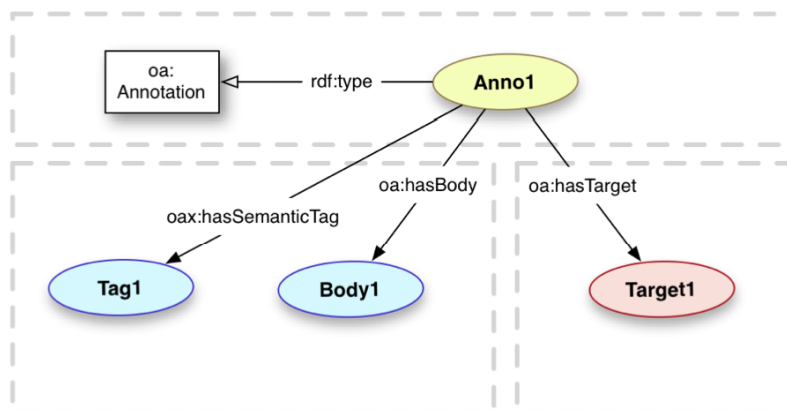 oa:
Annotation
rdf:type
Anno1
oa:hasBody
oa:hasTarget
oax:hasSemanticTag
Tag1
Body1
Target1